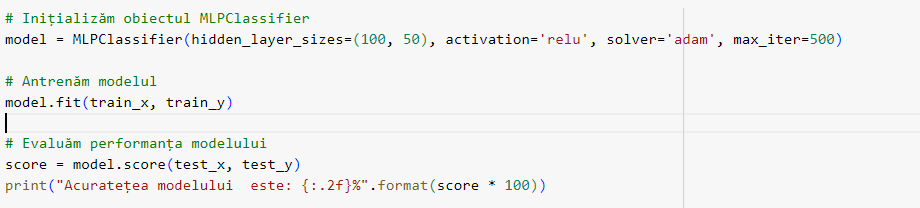 # Inițializăm obiectul MLPClassifier
model = MLPClassifier(hidden_layer_sizes=(100, 50), activation='relu', solver='adam', max_iter=500)
# Antrenăm modelul
model.fit(train_x, train_y)
# Evaluăm performanța modelului
score = model.score(test_x, test_y)
print("Acuratețea modelului  este: {:.2f}%".format(score * 100))